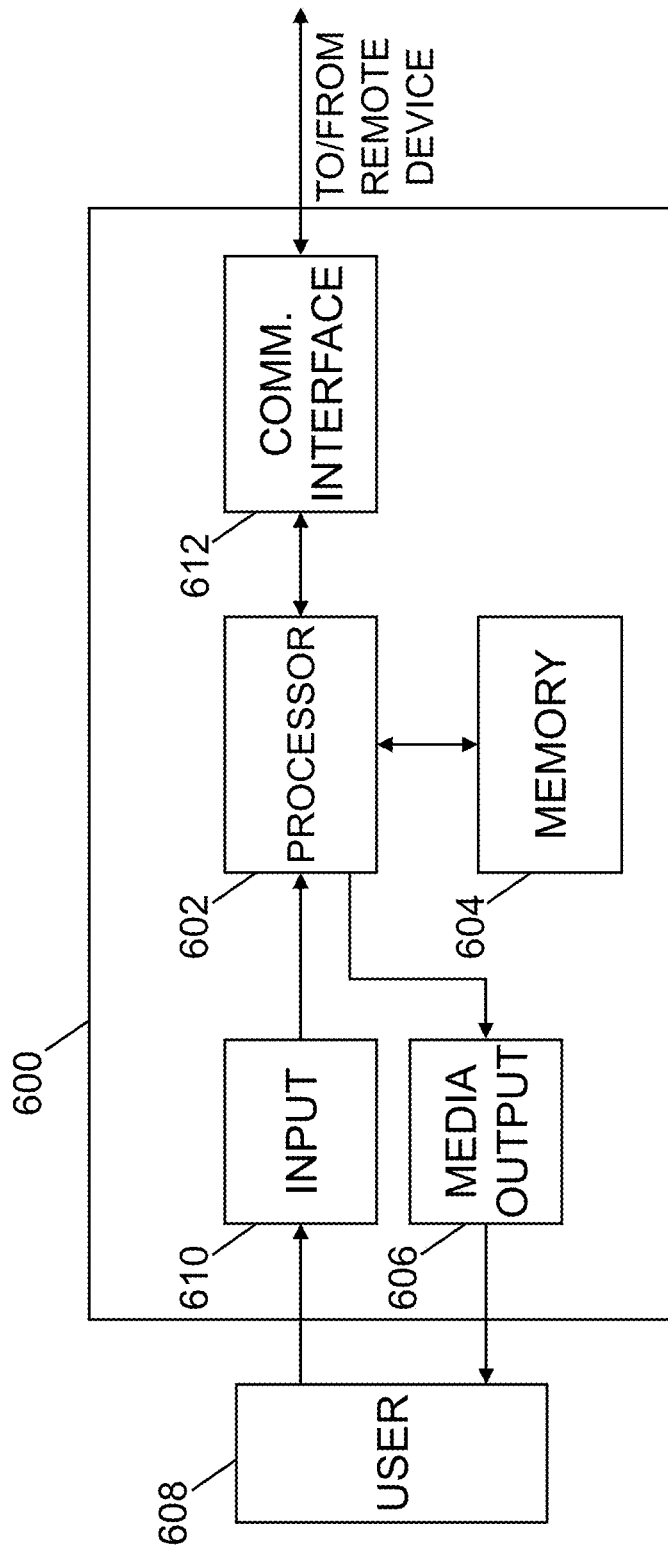 600
608
USER
610
INPUT
606
MEDIA
OUTPUT
602
PROCESSOR
604
MEMORY
612
COMM.
INTERFACE
TO/FROM
REMOTE
DEVICE